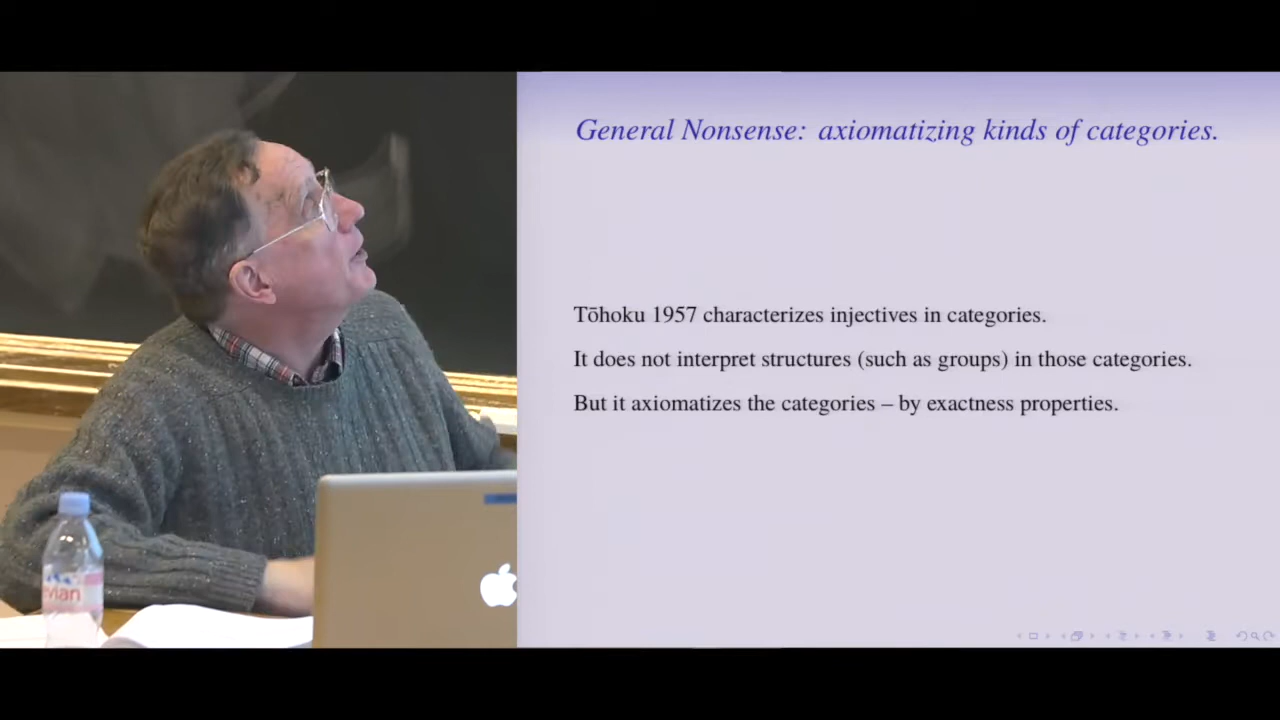 General Nonsense: axiomatizing kinds of categories.
Tōhoku 1957 characterizes injectives in categories.
It does not interpret structures (such as groups) in those categories.
But it axiomatizes the categories – by exactness properties.
evian